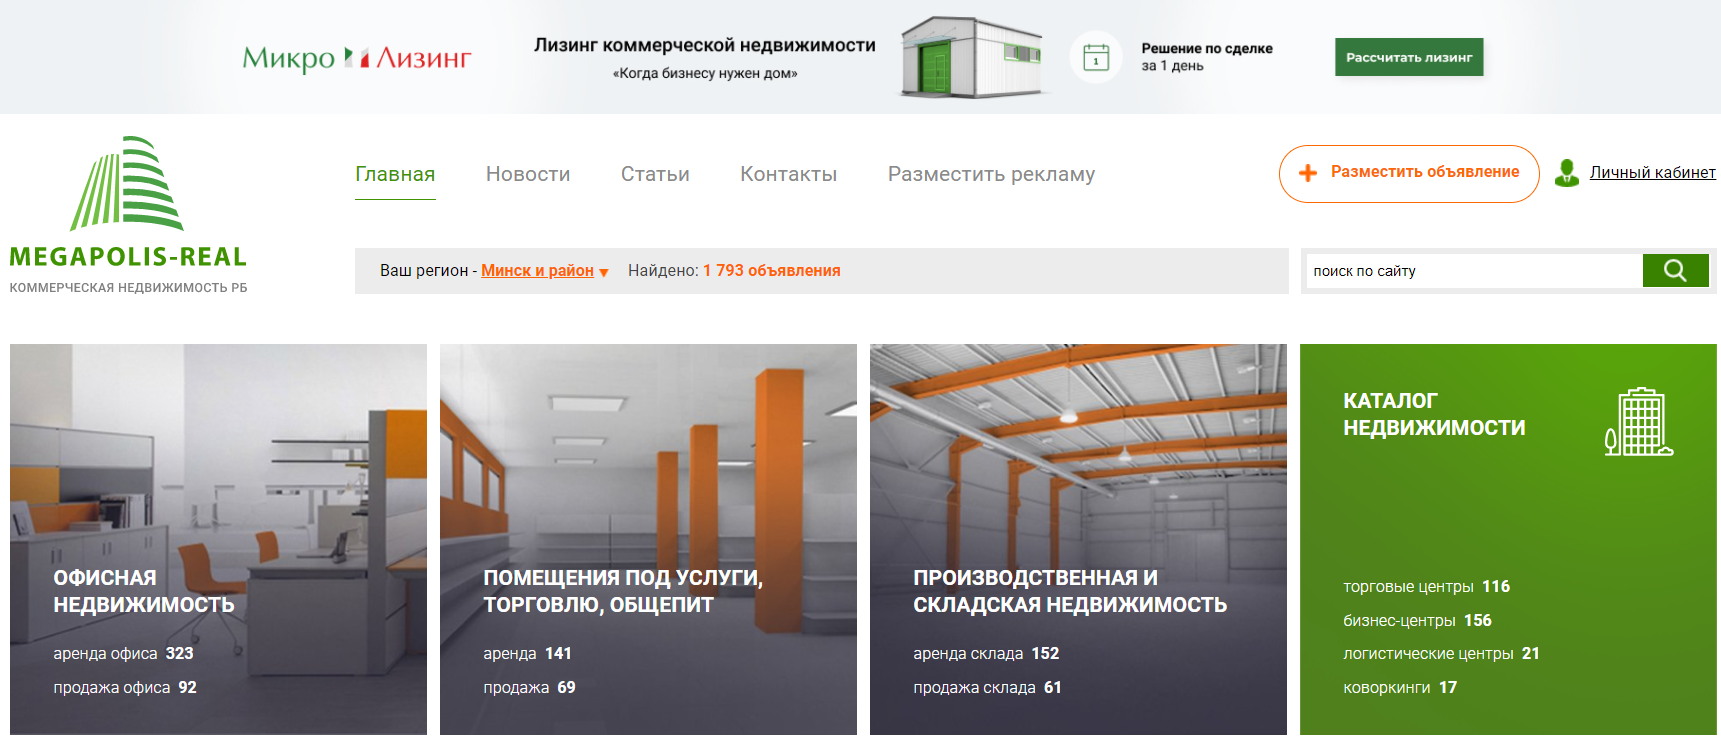 Микро Лизинг
Лизинг коммерческой недвижимости
«Когда бизнесу нужен дом»
1
Решение по сделке
за 1 день
Рассчитать лизинг
MEGAPOLIS-REAL
КОММЕРЧЕСКАЯ НЕДВИЖИМОСТЬ РБ
Главная Новости Статьи Контакты Разместить рекламу
Разместить объявление
Личный кабинет
Ваш регион - Минск и район Найдено: 1 793 объявления
поиск по сайту
ОФИСНАЯ
НЕДВИЖИМОСТЬ
аренда офиса 323
продажа офиса 92
ПОМЕЩЕНИЯ ПОД УСЛУГИ,
ТОРГОВЛЮ, ОБЩЕПИТ
аренда 141
продажа 69
ПРОИЗВОДСТВЕННАЯ И
СКЛАДСКАЯ НЕДВИЖИМОСТЬ
аренда склада 152
продажа склада 61
КАТАЛОГ
НЕДВИЖИМОСТИ
торговые центры 116
бизнес-центры 156
логистические центры 21
коворкинги 17